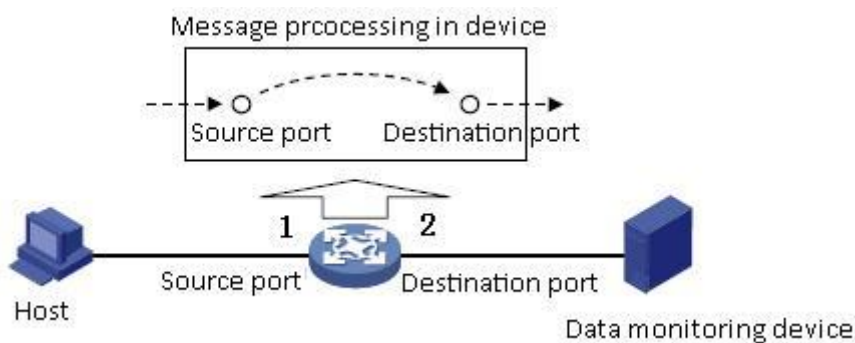 Message prcocessing in device
Source port
Destination port
1
2
Source port
Destination port
Host
Data monitoring device